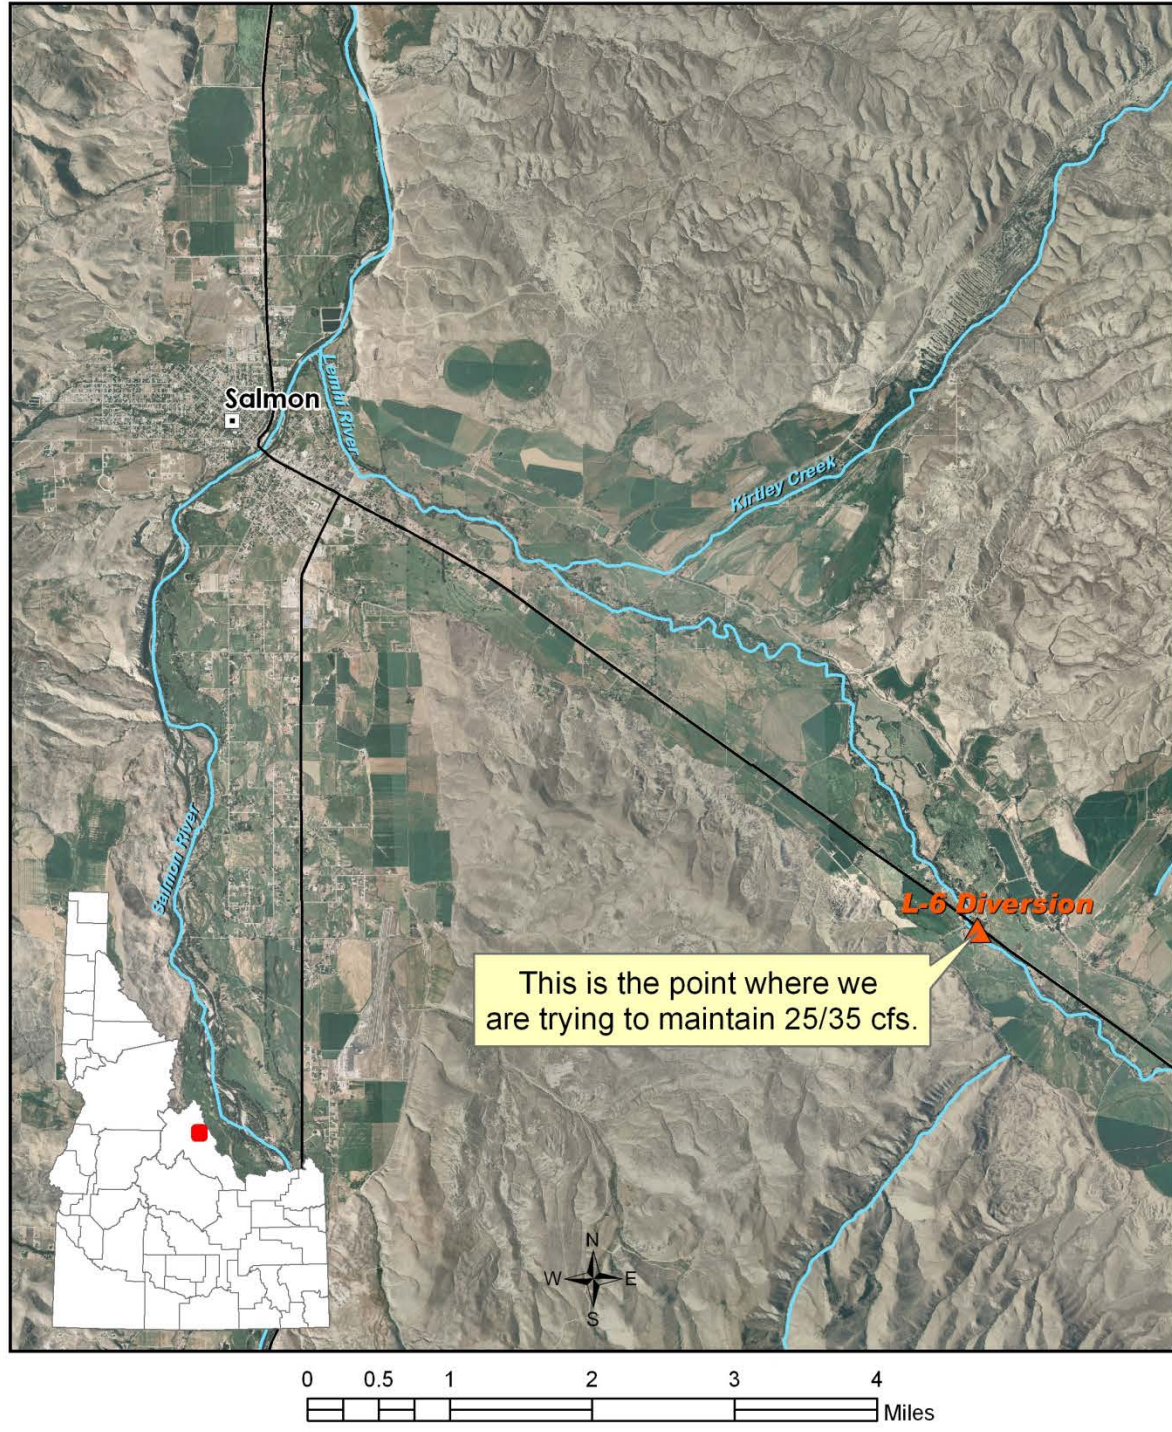 Salmon
Lemhi River
Kirtley Creek
Salmon River
L-6 Diversion
This is the point where we
are trying to maintain 25/35 cfs.
N
W E
S
0 0.5 1 2 3 4
Miles